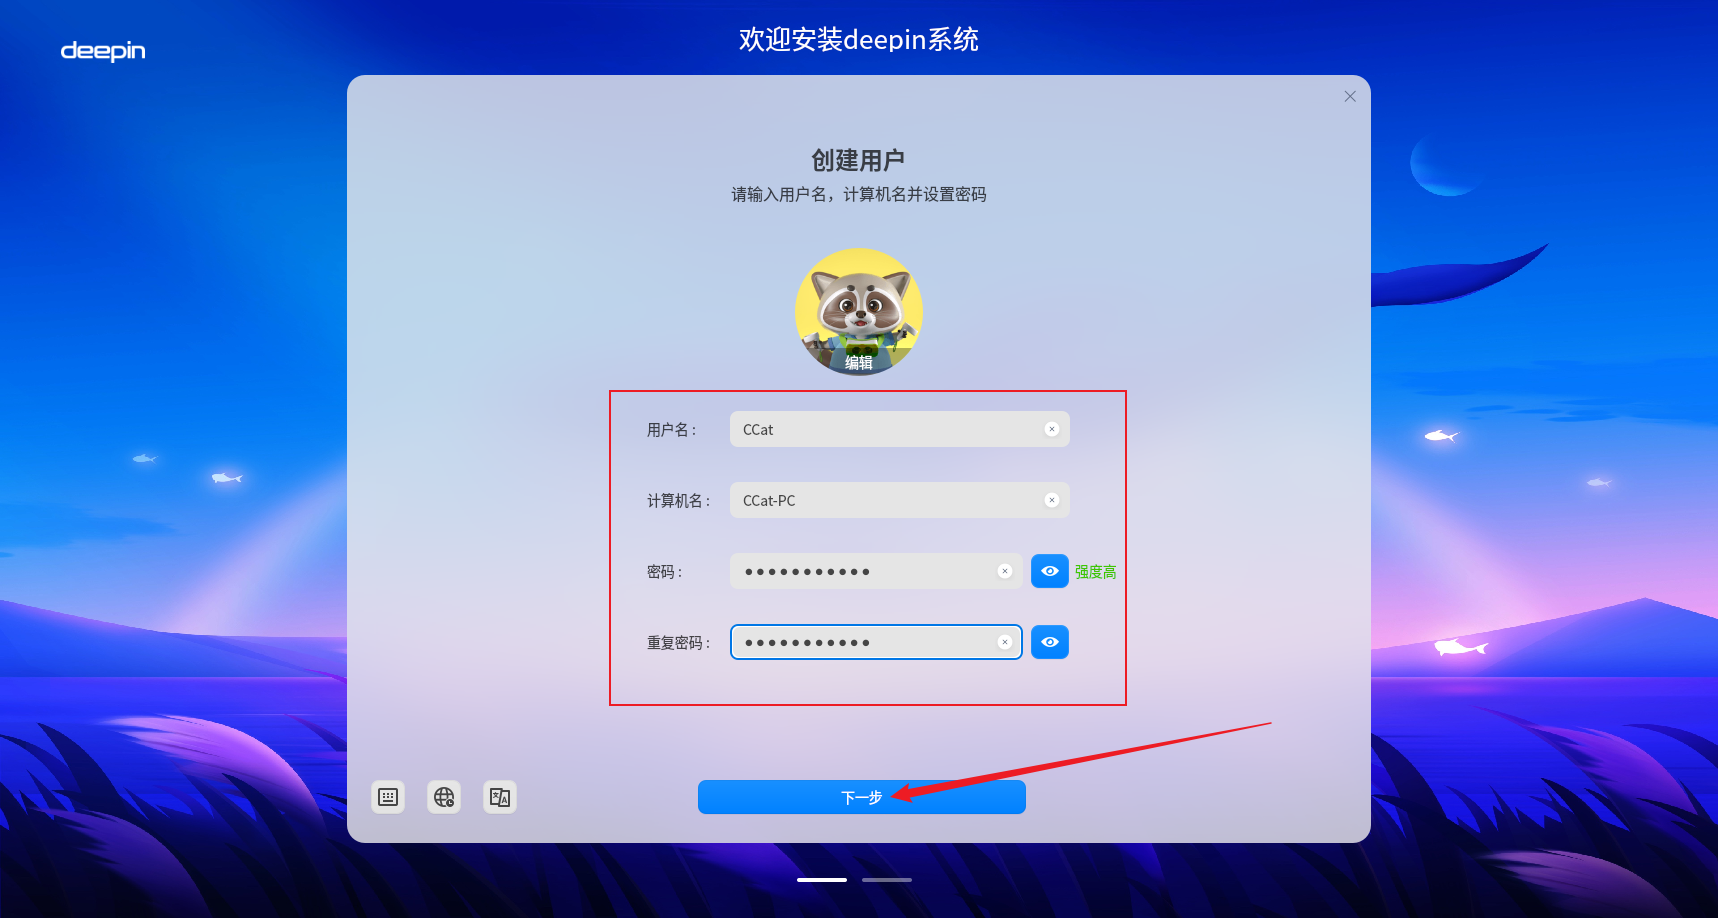 deepin
欢迎安装deepin系统
创建用户
请输入用户名，计算机名并设置密码
编辑
用户名 : CCat
计算机名 : CCat-PC
密码 : ●●●●●●●●●●● 强度高
重复密码 : ●●●●●●●●●●●
下一步